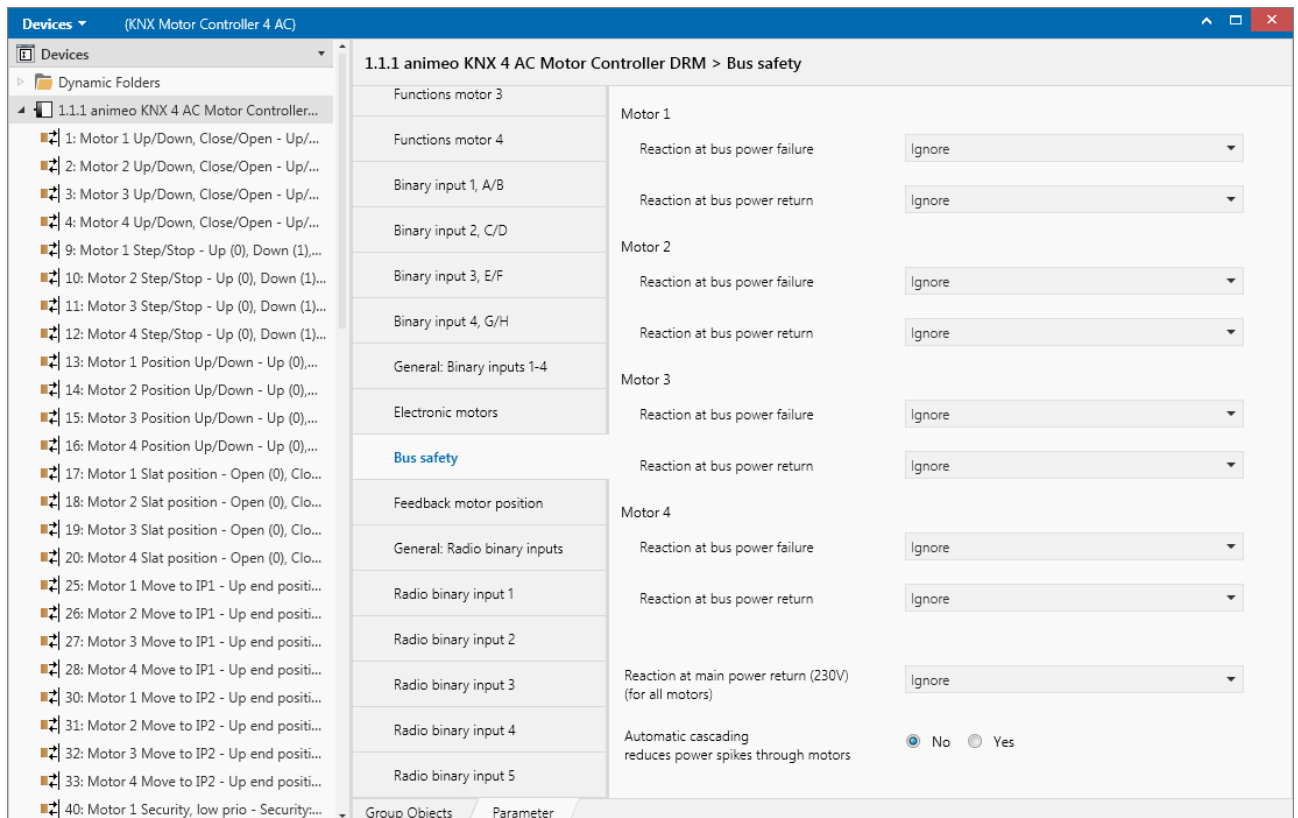 Devices (KNX Motor Controller 4 AC)
Devices
Dynamic Folders
1.1.1 animeo KNX 4 AC Motor Controller...
1: Motor 1 Up/Down, Close/Open - Up/...
2: Motor 2 Up/Down, Close/Open - Up/...
3: Motor 3 Up/Down, Close/Open - Up/...
4: Motor 4 Up/Down, Close/Open - Up/...
9: Motor 1 Step/Stop - Up (0), Down (1),...
10: Motor 2 Step/Stop - Up (0), Down (1)...
11: Motor 3 Step/Stop - Up (0), Down (1)...
12: Motor 4 Step/Stop - Up (0), Down (1)...
13: Motor 1 Position Up/Down - Up (0),...
14: Motor 2 Position Up/Down - Up (0),...
15: Motor 3 Position Up/Down - Up (0),...
16: Motor 4 Position Up/Down - Up (0),...
17: Motor 1 Slat position - Open (0), Clo...
18: Motor 2 Slat position - Open (0), Clo...
19: Motor 3 Slat position - Open (0), Clo...
20: Motor 4 Slat position - Open (0), Clo...
25: Motor 1 Move to IP1 - Up end positi...
26: Motor 2 Move to IP1 - Up end positi...
27: Motor 3 Move to IP1 - Up end positi...
28: Motor 4 Move to IP1 - Up end positi...
30: Motor 1 Move to IP2 - Up end positi...
31: Motor 2 Move to IP2 - Up end positi...
32: Motor 3 Move to IP2 - Up end positi...
33: Motor 4 Move to IP2 - Up end positi...
40: Motor 1 Security, low prio - Security:...
1.1.1 animeo KNX 4 AC Motor Controller DRM > Bus safety
Functions motor 3
Functions motor 4
Binary input 1, A/B
Binary input 2, C/D
Binary input 3, E/F
Binary input 4, G/H
General: Binary inputs 1-4
Electronic motors
Bus safety
Feedback motor position
General: Radio binary inputs
Radio binary input 1
Radio binary input 2
Radio binary input 3
Radio binary input 4
Radio binary input 5
Motor 1
Reaction at bus power failure Ignore
Reaction at bus power return Ignore
Motor 2
Reaction at bus power failure Ignore
Reaction at bus power return Ignore
Motor 3
Reaction at bus power failure Ignore
Reaction at bus power return Ignore
Motor 4
Reaction at bus power failure Ignore
Reaction at bus power return Ignore
Reaction at main power return (230V)
(for all motors) Ignore
Automatic cascading
reduces power spikes through motors No Yes
Group Objects Parameter